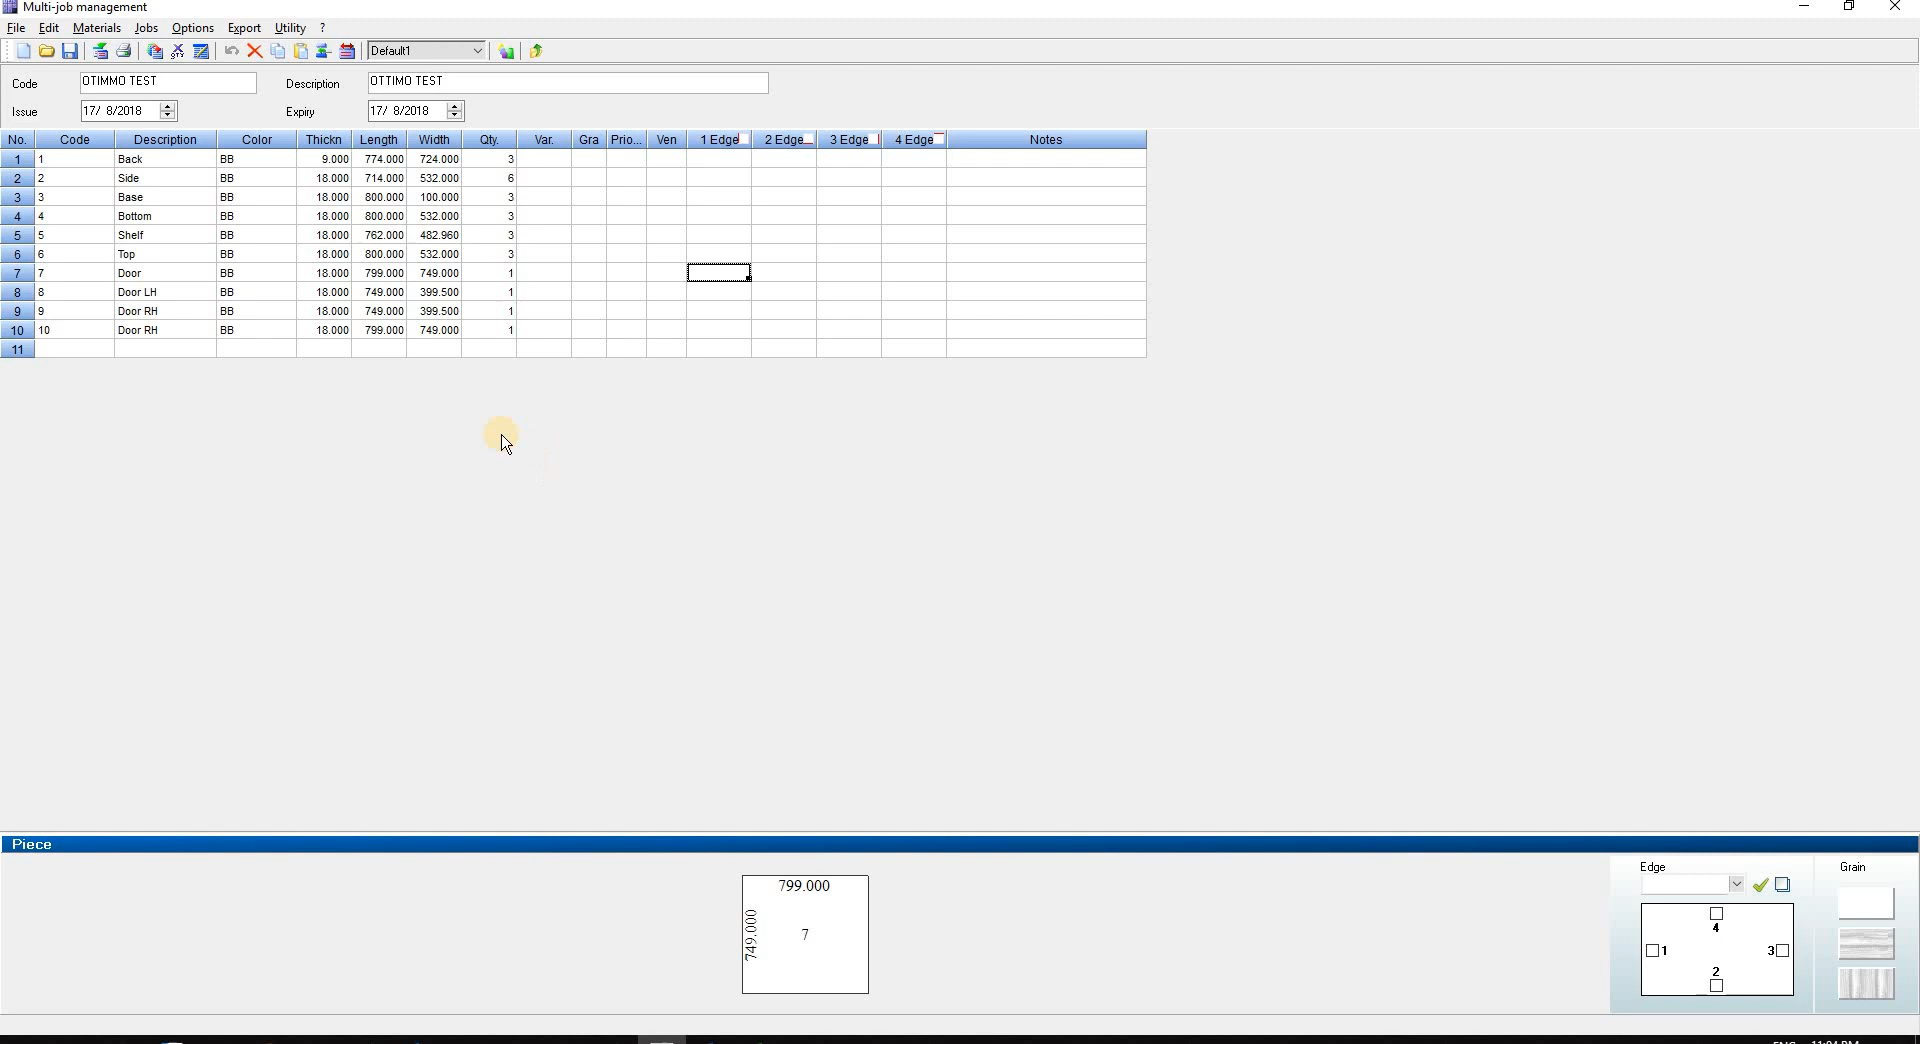 Multi-job management
File Edit Materials Jobs Options Export Utility ?
Default1
Code OTIMMO TEST Description OTTIMO TEST
Issue 17/ 8/2018 Expiry 17/ 8/2018
No. Code Description Color Thickn Length Width Qty. Var. Gra Prio... Ven 1 Edge 2 Edge 3 Edge 4 Edge Notes
1 1 Back BB 9.000 774.000 724.000 3
2 2 Side BB 18.000 714.000 532.000 6
3 3 Base BB 18.000 800.000 100.000 3
4 4 Bottom BB 18.000 800.000 532.000 3
5 5 Shelf BB 18.000 762.000 482.960 3
6 6 Top BB 18.000 800.000 532.000 3
7 7 Door BB 18.000 799.000 749.000 1
8 8 Door LH BB 18.000 749.000 399.500 1
9 9 Door RH BB 18.000 749.000 399.500 1
10 10 Door RH BB 18.000 799.000 749.000 1
11
Piece
799.000
749.000
7
Edge Grain
4
1 3
2